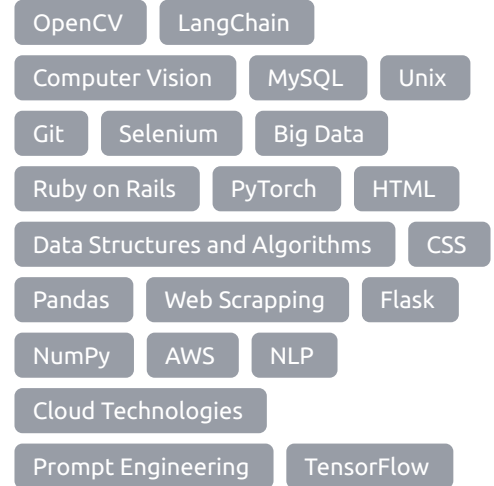 OpenCV LangChain
Computer Vision MySQL Unix
Git Selenium Big Data
Ruby on Rails PyTorch HTML
Data Structures and Algorithms CSS
Pandas Web Scrapping Flask
NumPy AWS NLP
Cloud Technologies
Prompt Engineering TensorFlow